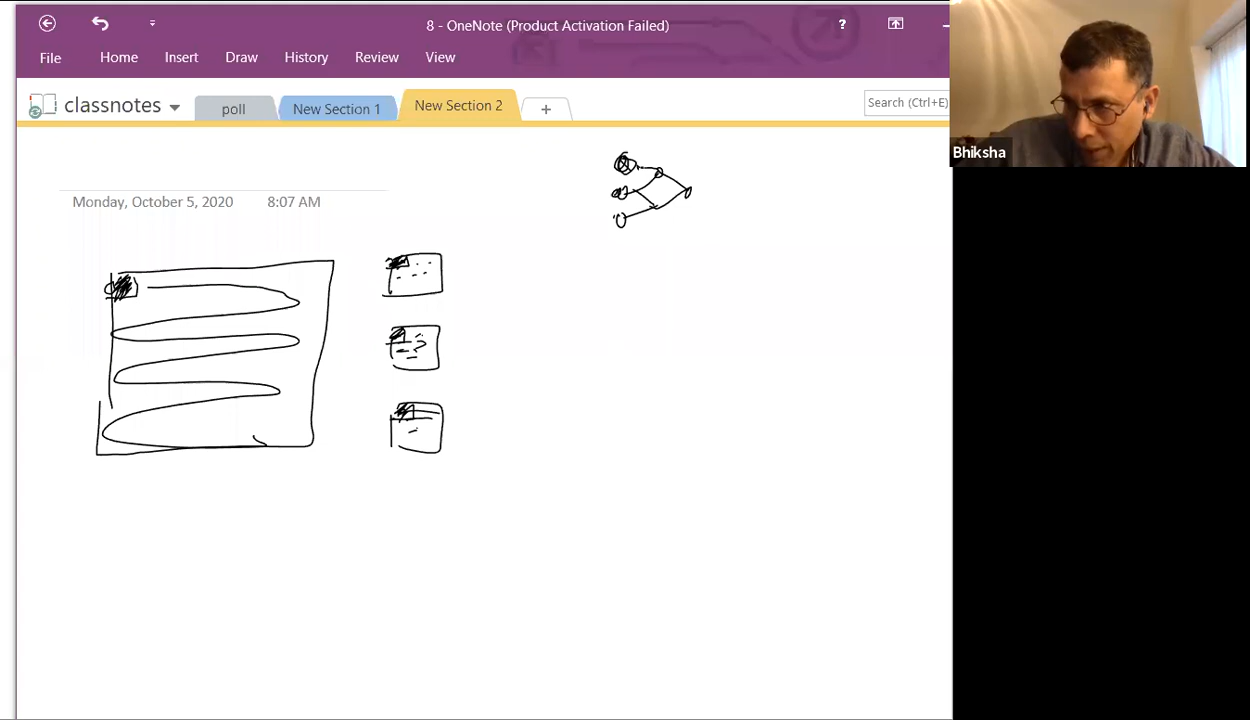 8 - OneNote (Product Activation Failed)
?
File Home Insert Draw History Review View
classnotes poll New Section 1 New Section 2 +
Search (Ctrl+E)
Bhiksha
Monday, October 5, 2020 8:07 AM